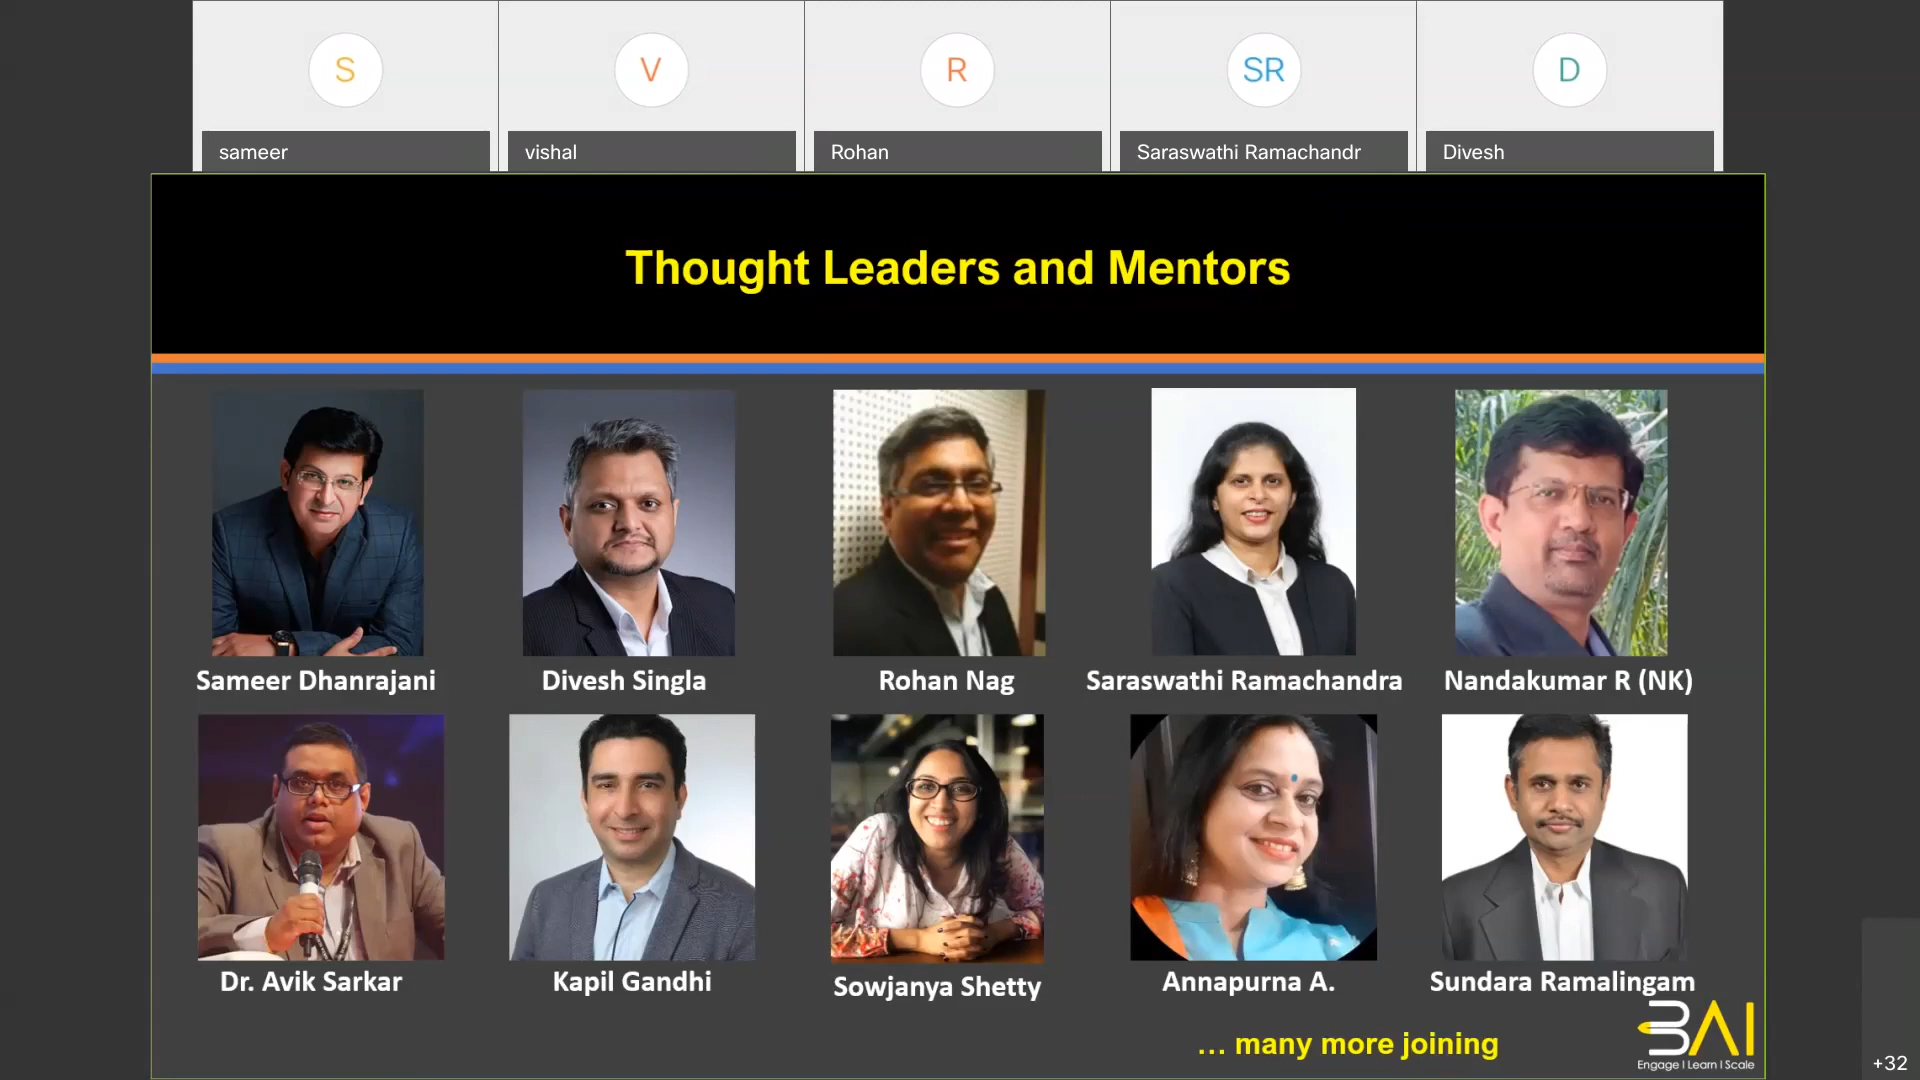 S
V
R
SR
D
sameer
vishal
Rohan
Saraswathi Ramachandr
Divesh
Thought Leaders and Mentors
Sameer Dhanrajani
Divesh Singla
Rohan Nag
Saraswathi Ramachandra
Nandakumar R (NK)
Dr. Avik Sarkar
Kapil Gandhi
Sowjanya Shetty
Annapurna A.
Sundara Ramalingam
... many more joining
3AI
Engage | Learn | Scale
+32